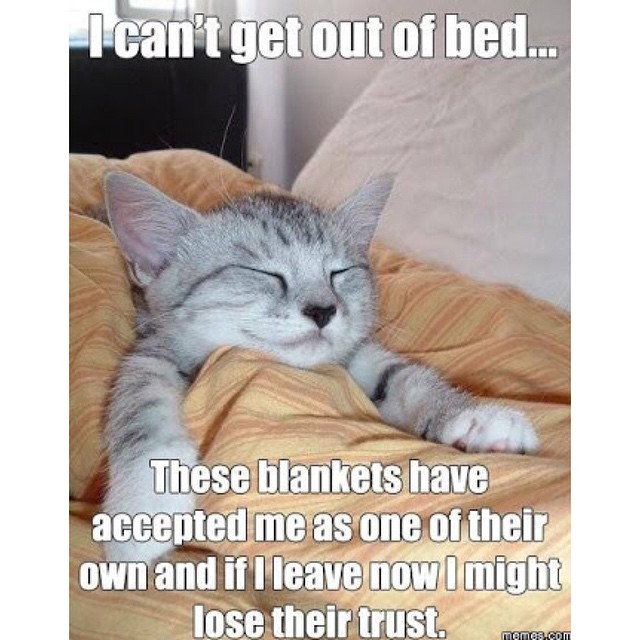 I can't get out of bed...
These blankets have
accepted me as one of their
own and if I leave now I might
lose their trust.
memes.com